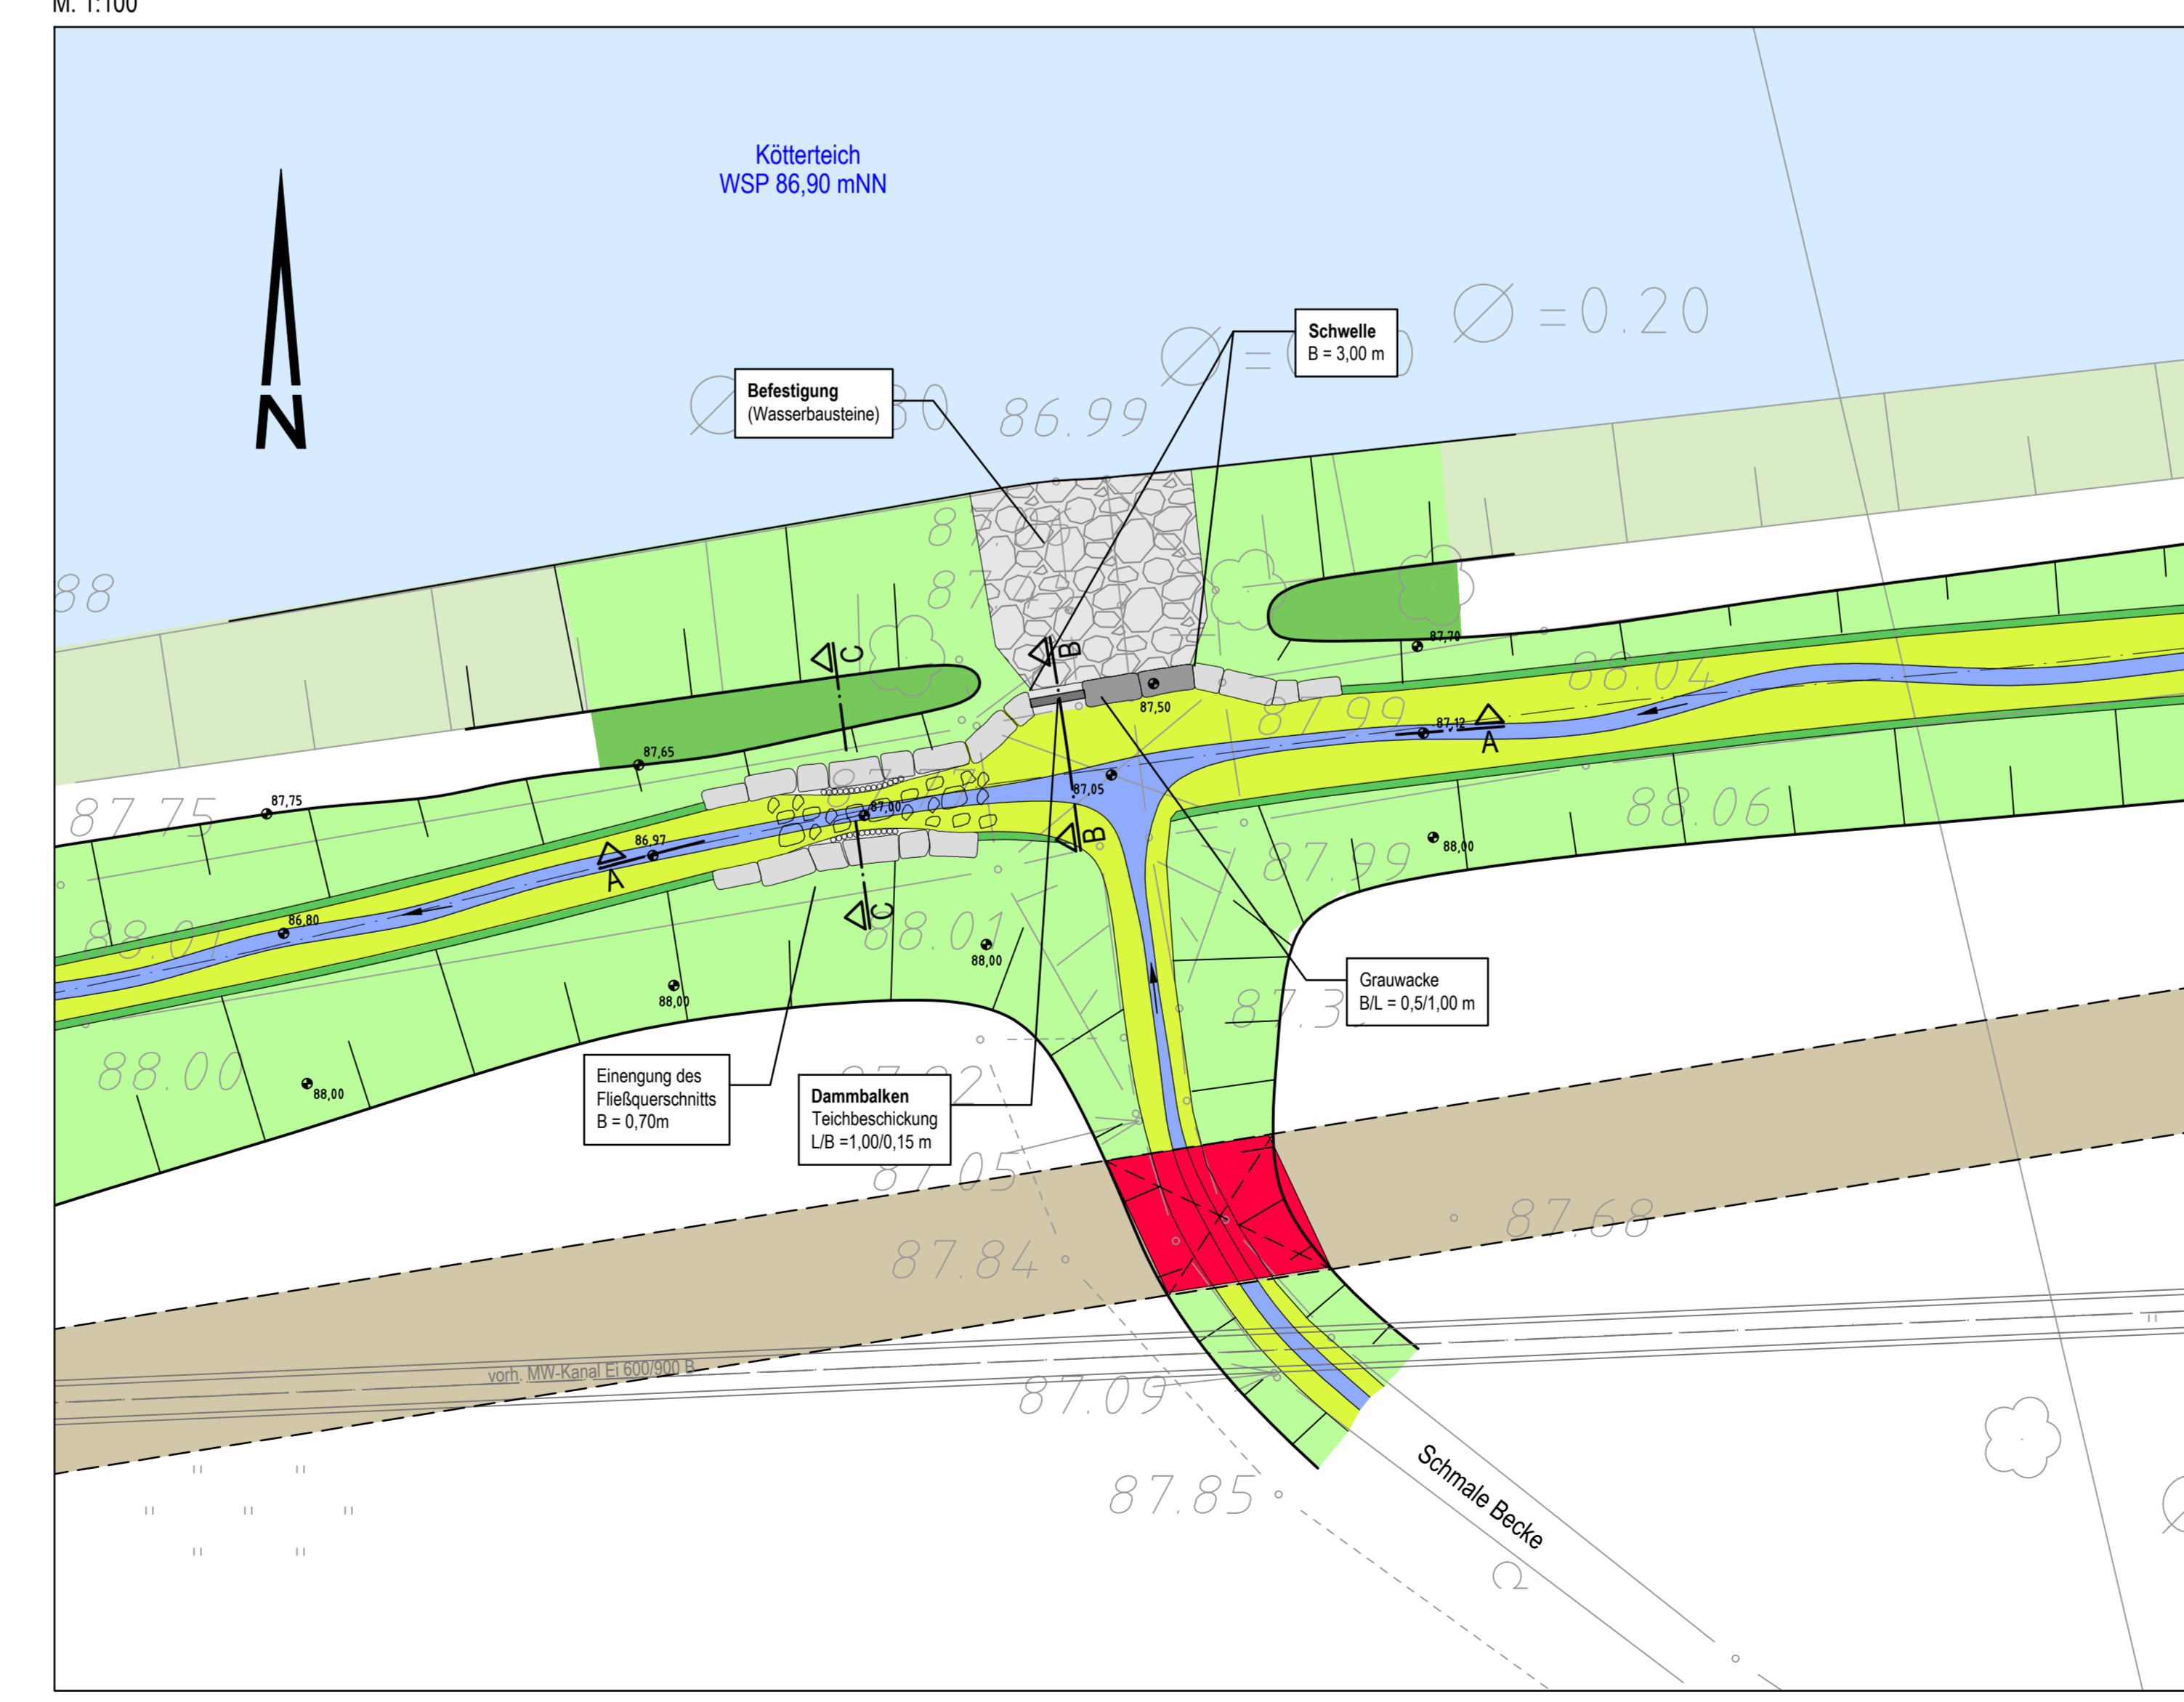 M. 1:100
Kötterteich
WSP 86,90 mNN
N
Ø =0.20
Schwelle
B = 3,00 m
Ø =
Befestigung
(Wasserbausteine)
86.99
88
87,70
88.04
C
B
87,50
87.99
87,12
A
87,65
87,75
87.75
87,05
88.06
87,00
86,97
A
B
88,00
87.99
C
88.01
86,80
88,00
88,00
Grauwacke
B/L = 0,5/1,00 m
88.00
88,00
Einengung des
Fließquerschnitts
B = 0,70m
Dammbalken
Teichbeschickung
L/B =1,00/0,15 m
87.05
87.68
87.84
vorh. MW-Kanal Ei 600/900 B
87.09
87.85
Schmale Becke